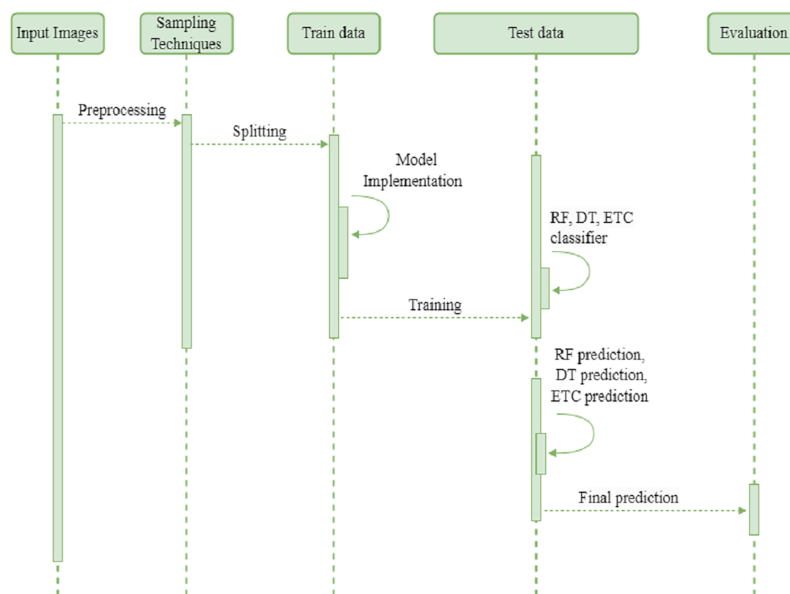 Input Images
Sampling
Techniques
Train data
Test data
Evaluation
Preprocessing
Splitting
Model
Implementation
RF, DT, ETC
classifier
Training
RF prediction,
DT prediction,
ETC prediction
Final prediction